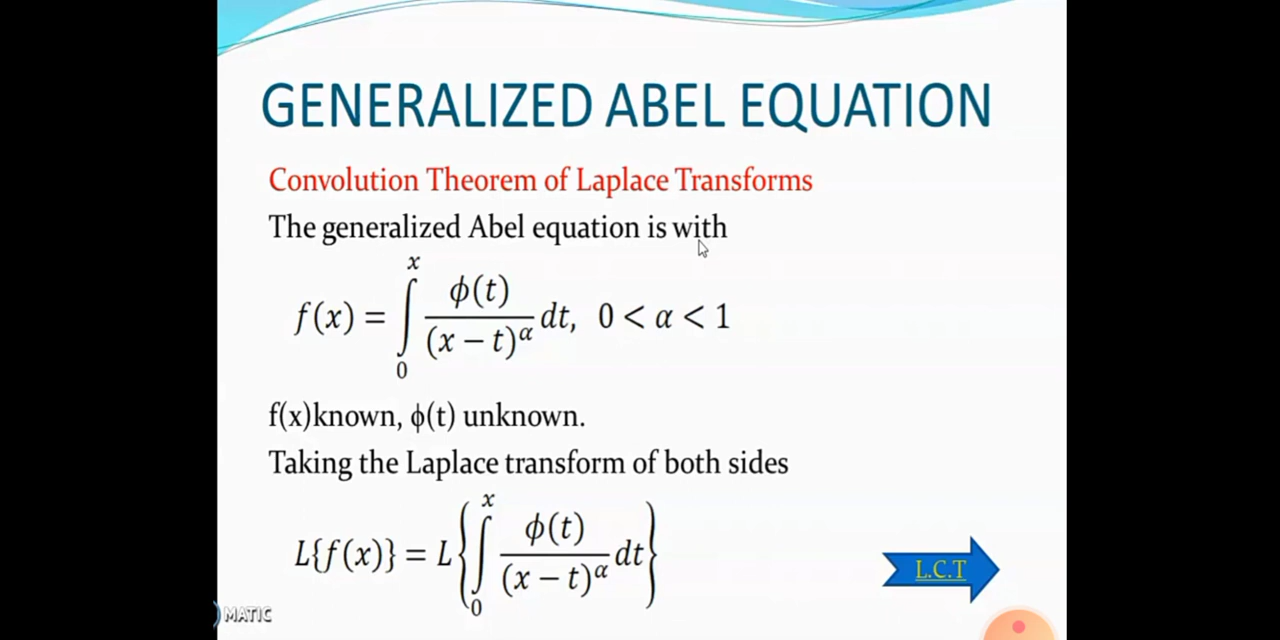 GENERALIZED ABEL EQUATION
Convolution Theorem of Laplace Transforms
The generalized Abel equation is with
f(x) = ∫₀ˣ ϕ(t)/(x − t)^α dt, 0 < α < 1
f(x)known, ϕ(t) unknown.
Taking the Laplace transform of both sides
L{f(x)} = L{∫₀ˣ ϕ(t)/(x − t)^α dt}
L.C.T
MATIC